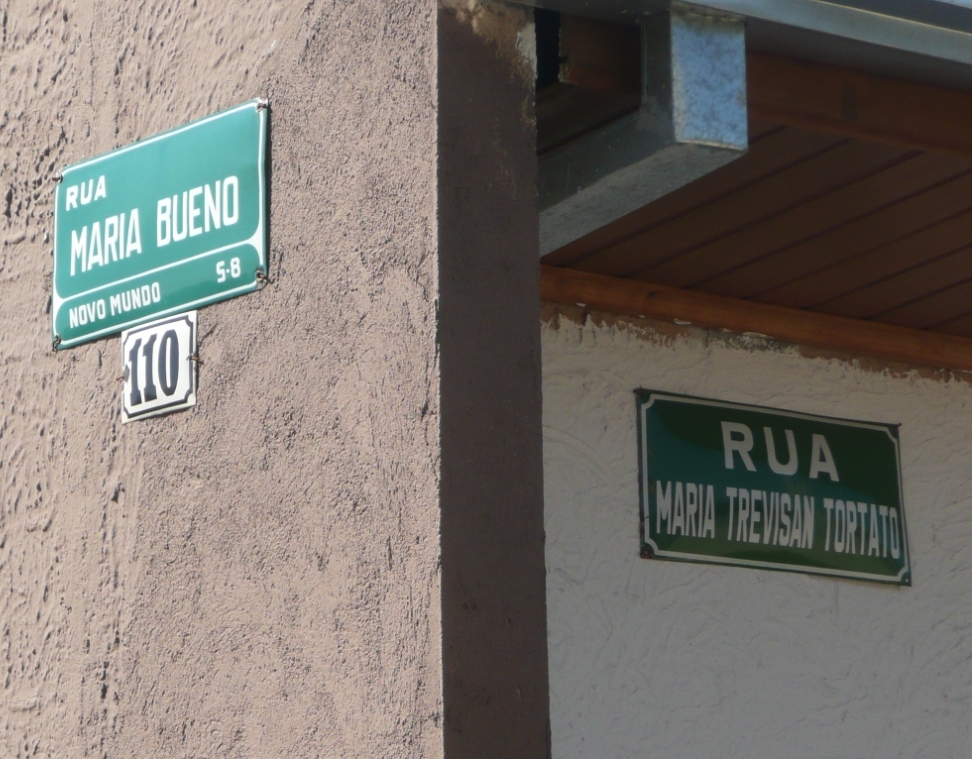 RUA
MARIA BUENO
S-8
NOVO MUNDO
110
RUA
MARIA TREVISAN TORTATO